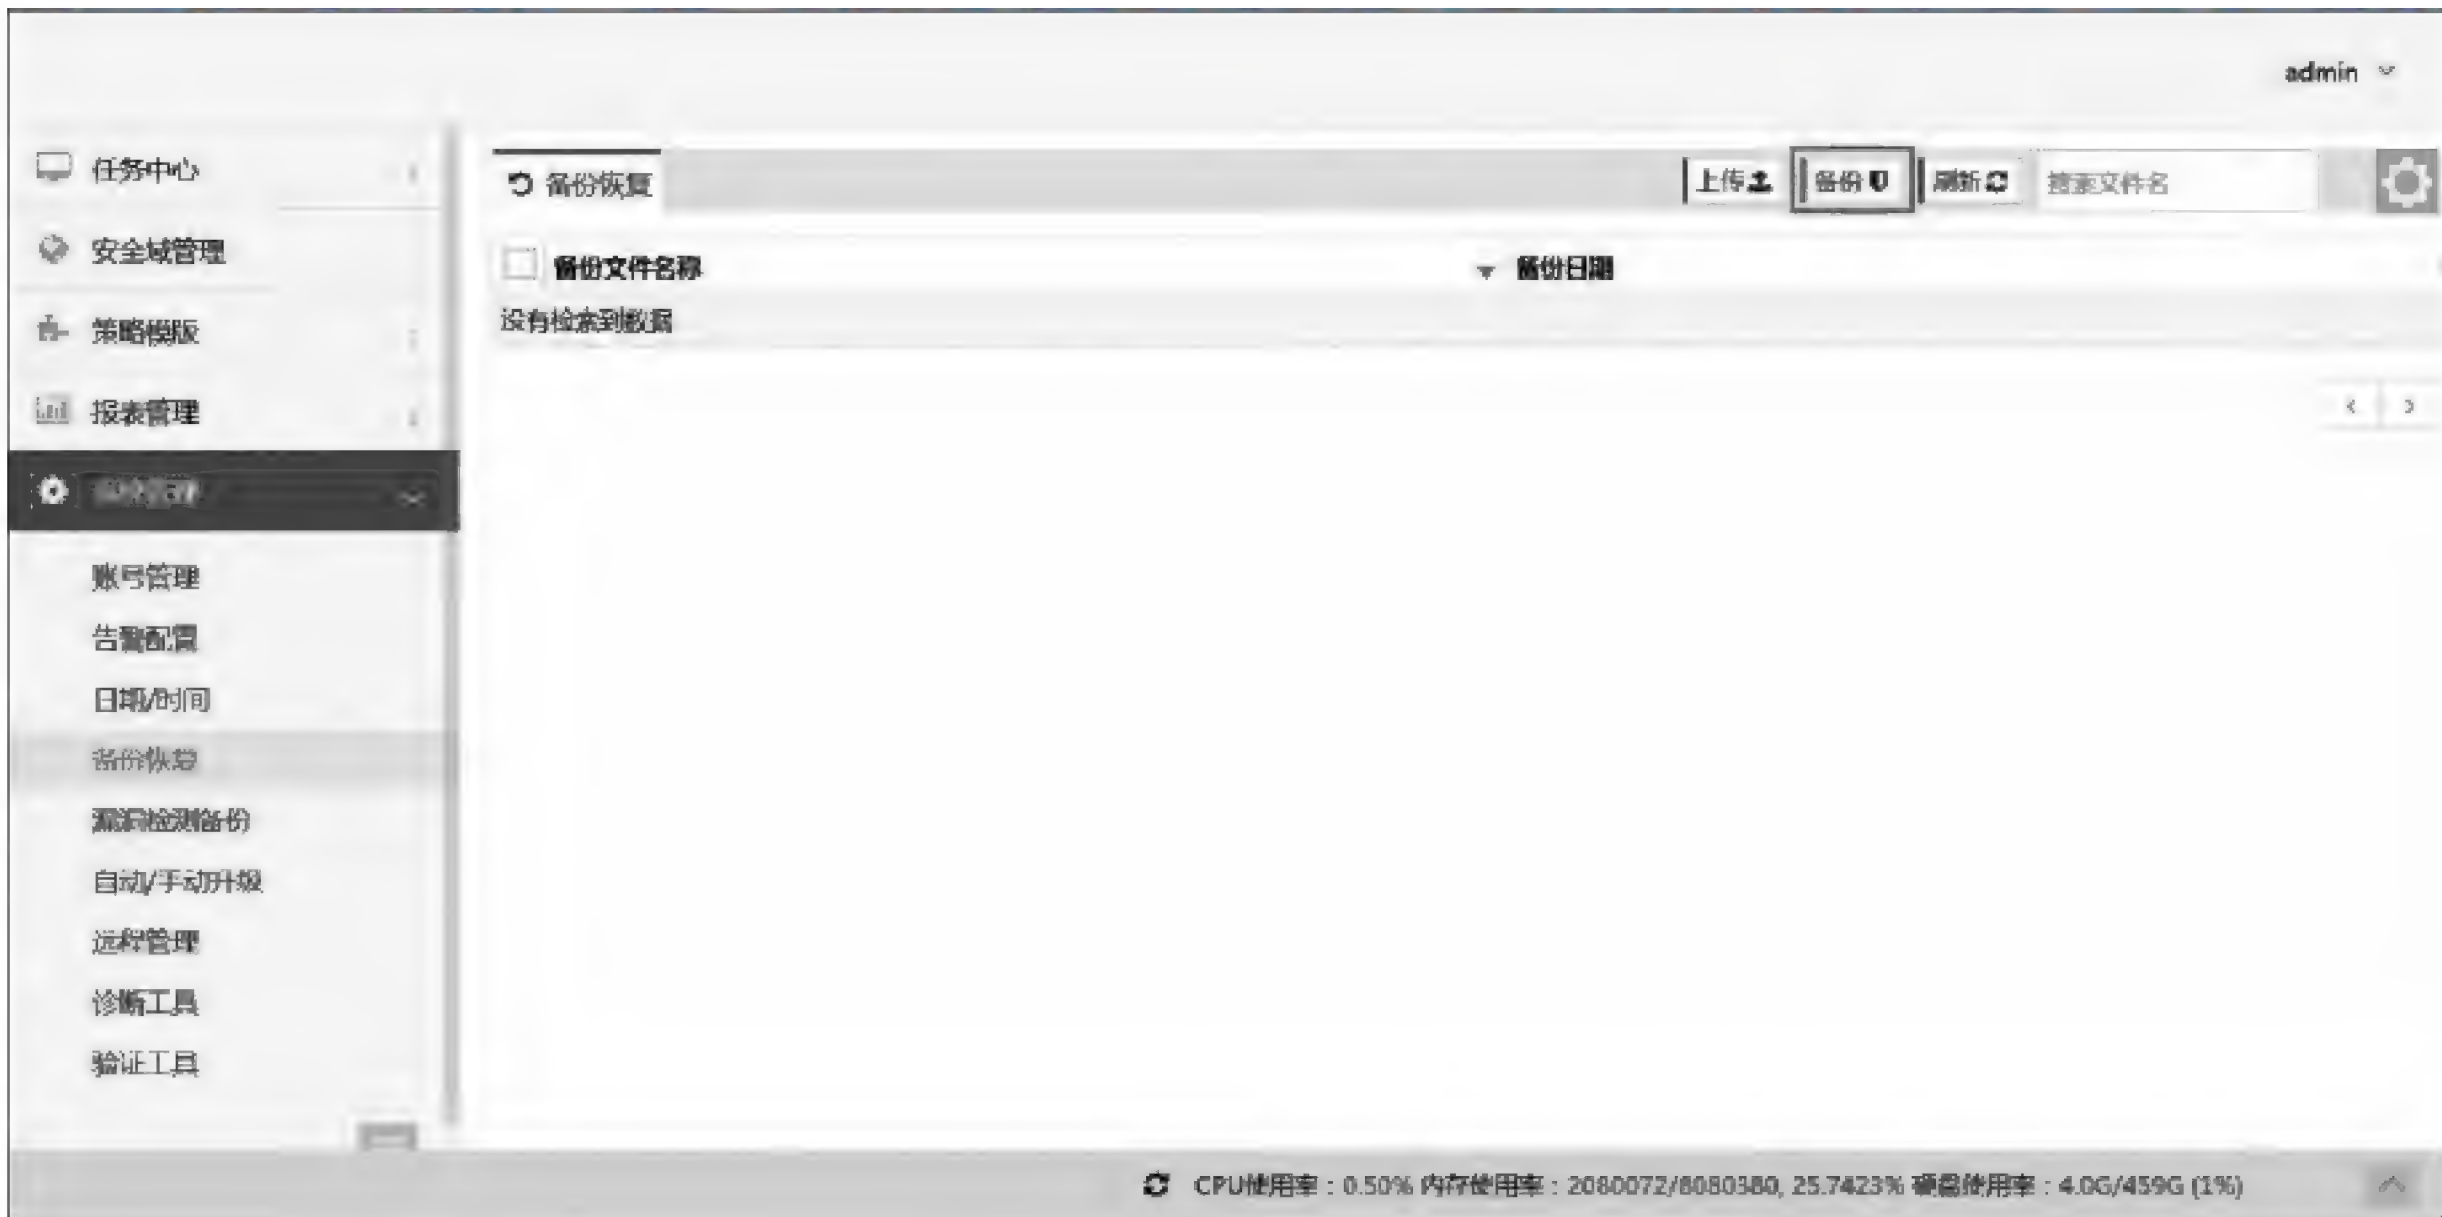 admin
任务中心
安全域管理
策略模版
报表管理
账号管理
告警配置
日期/时间
备份恢复
漏洞检测备份
自动/手动升级
远程管理
诊断工具
验证工具
备份恢复
上传 备份 刷新 搜索文件名
备份文件名称 备份日期
没有检索到数据
CPU使用率：0.50% 内存使用率：2080072/8080380, 25.7423% 硬盘使用率：4.0G/459G (1%)